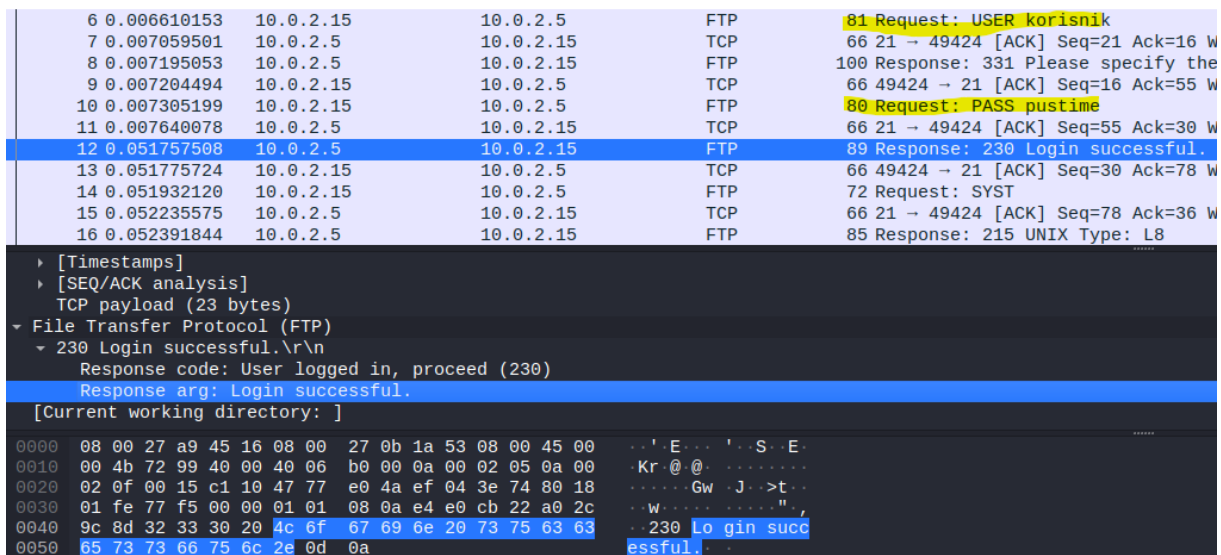 6 0.006610153 10.0.2.15 10.0.2.5 FTP 81 Request: USER korisnik
7 0.007059501 10.0.2.5 10.0.2.15 TCP 66 21 → 49424 [ACK] Seq=21 Ack=16 W
8 0.007195053 10.0.2.5 10.0.2.15 FTP 100 Response: 331 Please specify the
9 0.007204494 10.0.2.15 10.0.2.5 TCP 66 49424 → 21 [ACK] Seq=16 Ack=55 W
10 0.007305199 10.0.2.15 10.0.2.5 FTP 80 Request: PASS pustime
11 0.007640078 10.0.2.5 10.0.2.15 TCP 66 21 → 49424 [ACK] Seq=55 Ack=30 W
12 0.051757508 10.0.2.5 10.0.2.15 FTP 89 Response: 230 Login successful.
13 0.051775724 10.0.2.15 10.0.2.5 TCP 66 49424 → 21 [ACK] Seq=30 Ack=78 W
14 0.051932120 10.0.2.15 10.0.2.5 FTP 72 Request: SYST
15 0.052235575 10.0.2.5 10.0.2.15 TCP 66 21 → 49424 [ACK] Seq=78 Ack=36 W
16 0.052391844 10.0.2.5 10.0.2.15 FTP 85 Response: 215 UNIX Type: L8
[Timestamps]
[SEQ/ACK analysis]
TCP payload (23 bytes)
File Transfer Protocol (FTP)
230 Login successful.\r\n
Response code: User logged in, proceed (230)
Response arg: Login successful.
[Current working directory: ]
0000 08 00 27 a9 45 16 08 00 27 0b 1a 53 08 00 45 00 ··'·E··· '··S··E·
0010 00 4b 72 99 40 00 40 06 b0 00 0a 00 02 05 0a 00 ·Kr·@·@· ········
0020 02 0f 00 15 c1 10 47 77 e0 4a ef 04 3e 74 80 18 ······Gw ·J··>t··
0030 01 fe 77 f5 00 00 01 01 08 0a e4 e0 cb 22 a0 2c ··w····· ·····"·,
0040 9c 8d 32 33 30 20 4c 6f 67 69 6e 20 73 75 63 63 ··230 Lo gin succ
0050 65 73 73 66 75 6c 2e 0d 0a essful.· ·